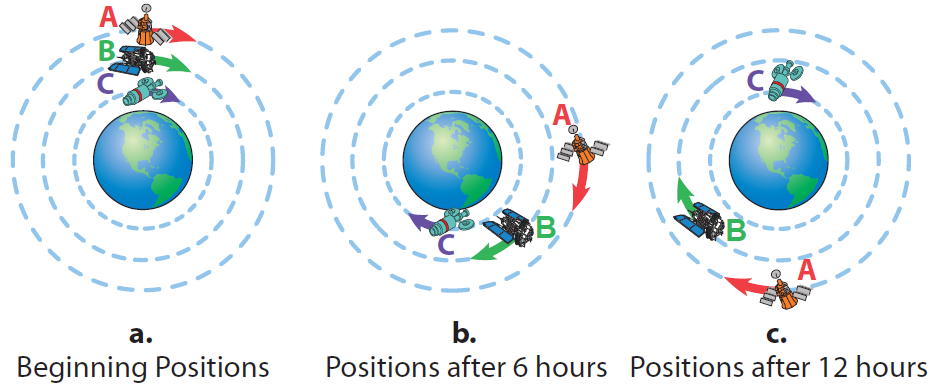 A
B
C
A
B
C
C
B
A
a.
Beginning Positions
b.
Positions after 6 hours
c.
Positions after 12 hours